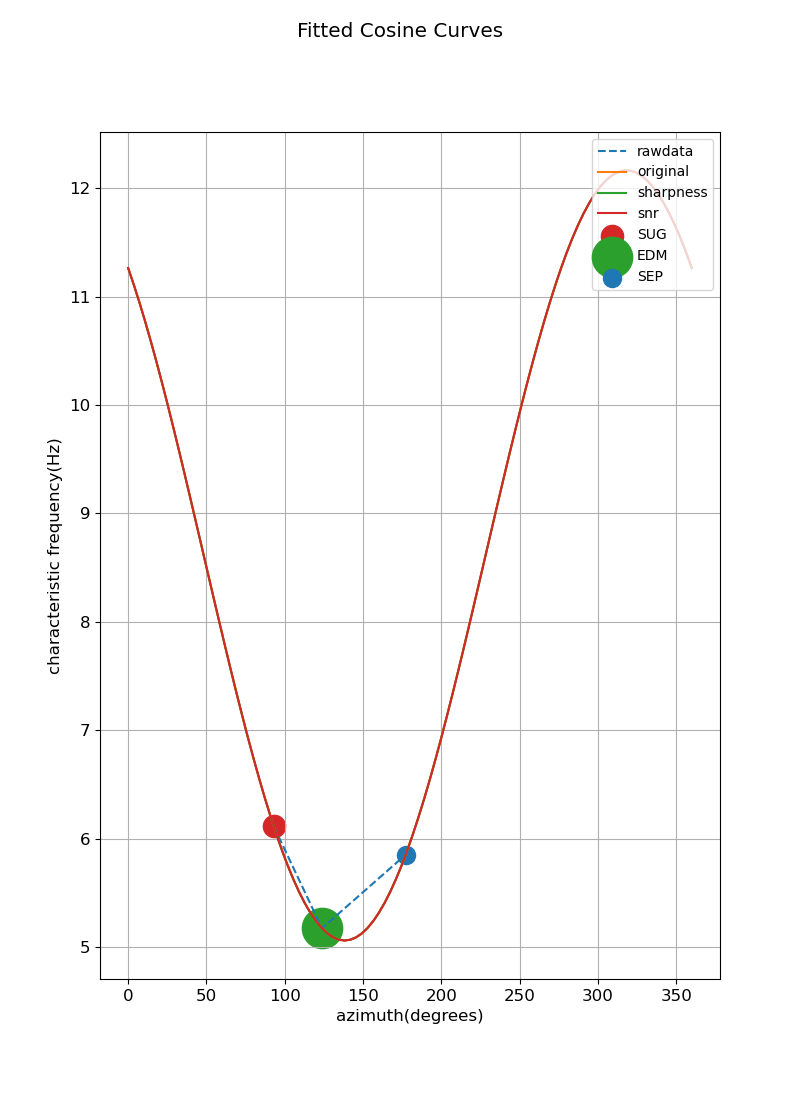 Fitted Cosine Curves
rawdata
original
sharpness
snr
SUG
EDM
SEP
12
11
10
9
8
7
6
5
characteristic frequency(Hz)
0 50 100 150 200 250 300 350
azimuth(degrees)